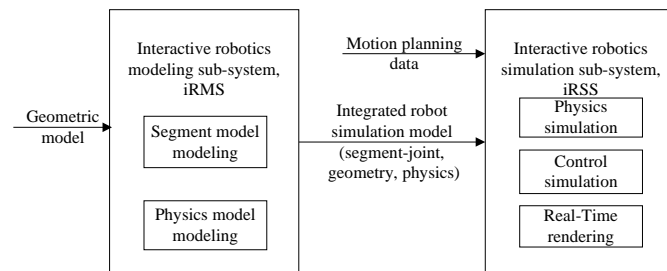 Geometric
model
Interactive robotics
modeling sub-system,
iRMS
Segment model
modeling
Physics model
modeling
Motion planning
data
Integrated robot
simulation model
(segment-joint,
geometry, physics)
Interactive robotics
simulation sub-system,
iRSS
Physics
simulation
Control
simulation
Real-Time
rendering